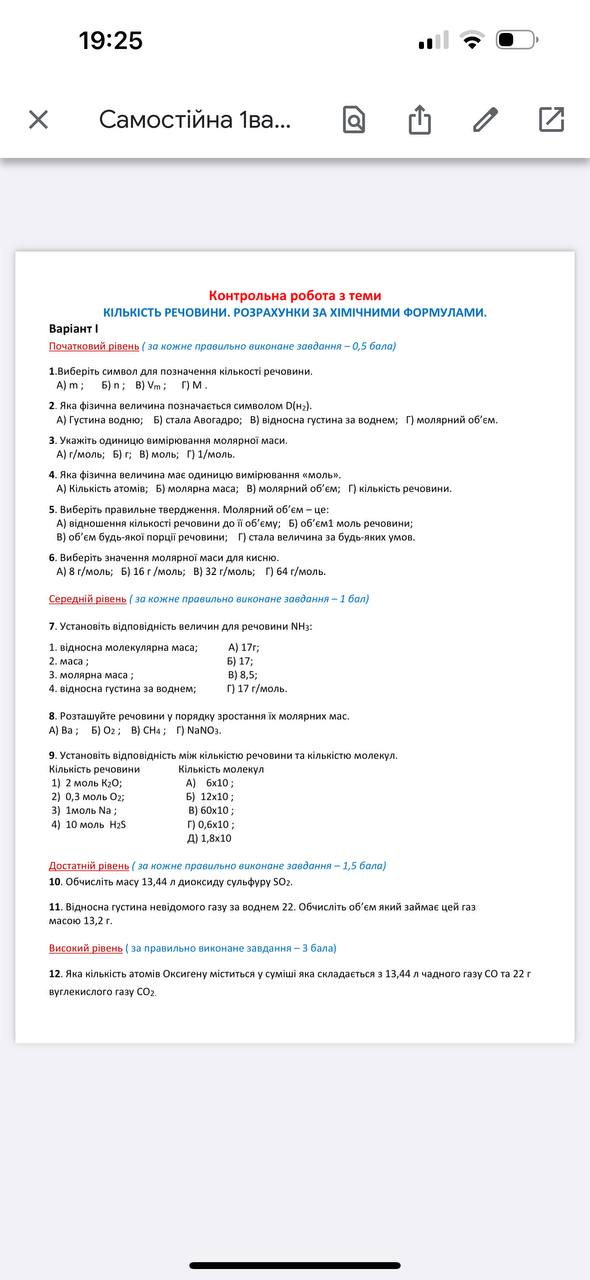 19:25
Самостійна 1ва...
Контрольна робота з теми
КІЛЬКІСТЬ РЕЧОВИНИ. РОЗРАХУНКИ ЗА ХІМІЧНИМИ ФОРМУЛАМИ.
Варіант І
Початковий рівень ( за кожне правильно виконане завдання – 0,5 бала)
1.Виберіть символ для позначення кількості речовини.
А) m ; Б) n ; В) Vm ; Г) M .
2. Яка фізична величина позначається символом D(H2).
А) Густина водню; Б) стала Авогадро; В) відносна густина за воднем; Г) молярний об’єм.
3. Укажіть одиницю вимірювання молярної маси.
А) г/моль; Б) г; В) моль; Г) 1/моль.
4. Яка фізична величина має одиницю вимірювання «моль».
А) Кількість атомів; Б) молярна маса; В) молярний об’єм; Г) кількість речовини.
5. Виберіть правильне твердження. Молярний об’єм – це:
А) відношення кількості речовини до її об’єму; Б) об’єм1 моль речовини;
В) об’єм будь-якої порції речовини; Г) стала величина за будь-яких умов.
6. Виберіть значення молярної маси для кисню.
А) 8 г/моль; Б) 16 г /моль; В) 32 г/моль; Г) 64 г/моль.
Середній рівень ( за кожне правильно виконане завдання – 1 бал)
7. Установіть відповідність величин для речовини NH3:
1. відносна молекулярна маса; А) 17г;
2. маса ; Б) 17;
3. молярна маса ; В) 8,5;
4. відносна густина за воднем; Г) 17 г/моль.
8. Розташуйте речовини у порядку зростання їх молярних мас.
А) Ba ; Б) O2 ; В) CH4 ; Г) NaNO3.
9. Установіть відповідність між кількістю речовини та кількістю молекул.
Кількість речовини Кількість молекул
1) 2 моль K2O; А) 6х10 ;
2) 0,3 моль O2; Б) 12х10 ;
3) 1моль Na ; В) 60х10 ;
4) 10 моль H2S Г) 0,6х10 ;
Д) 1,8х10
Достатній рівень ( за кожне правильно виконане завдання – 1,5 бала)
10. Обчисліть масу 13,44 л диоксиду сульфуру SO2.
11. Відносна густина невідомого газу за воднем 22. Обчисліть об’єм який займає цей газ
масою 13,2 г.
Високий рівень ( за правильно виконане завдання – 3 бала)
12. Яка кількість атомів Оксигену міститься у суміші яка складається з 13,44 л чадного газу СО та 22 г
вуглекислого газу СО2.